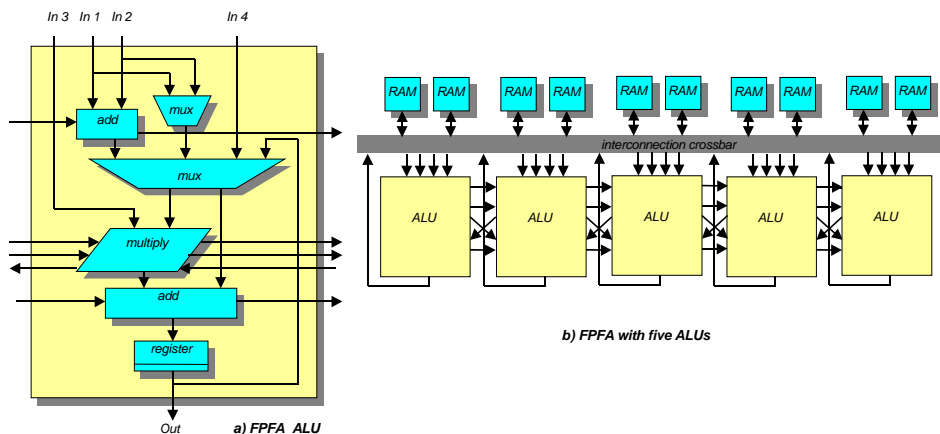 In 3 In 1 In 2 In 4
add
mux
mux
multiply
add
register
Out
a) FPFA ALU
RAM RAM RAM RAM RAM RAM RAM RAM RAM RAM
interconnection crossbar
ALU ALU ALU ALU ALU
b) FPFA with five ALUs